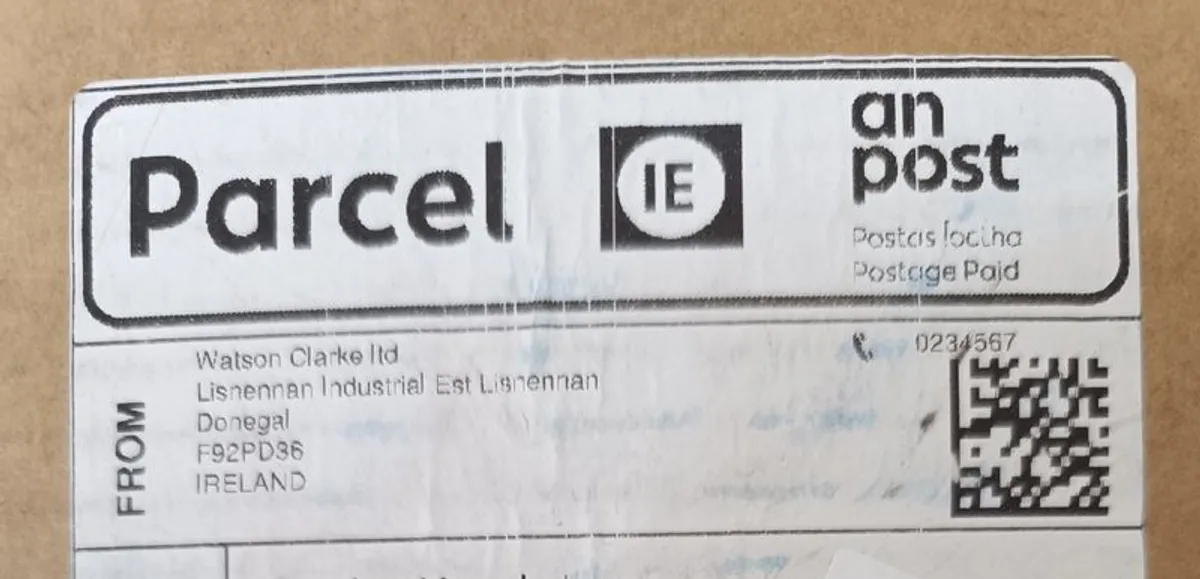 Parcel
IE
an
post
Postas Íoctha
Postage Paid
FROM
Watson Clarke ltd
Lisnennan Industrial Est Lisnennan
Donegal
F92PD36
IRELAND
0234567